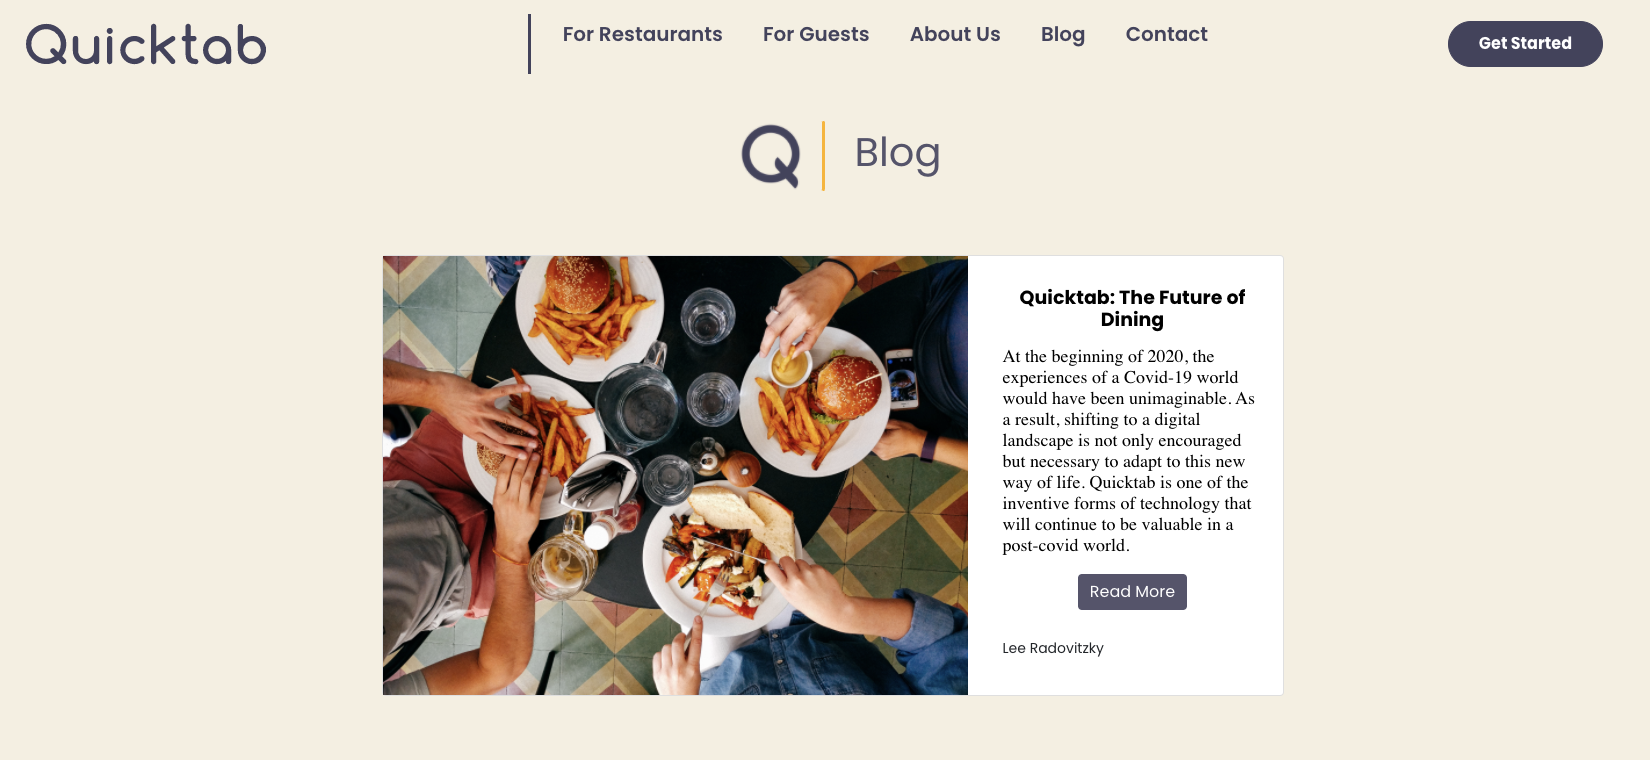 Quicktab
For Restaurants
For Guests
About Us
Blog
Contact
Get Started
Q
Blog
Quicktab: The Future of
Dining
At the beginning of 2020, the
experiences of a Covid-19 world
would have been unimaginable. As
a result, shifting to a digital
landscape is not only encouraged
but necessary to adapt to this new
way of life. Quicktab is one of the
inventive forms of technology that
will continue to be valuable in a
post-covid world.
Read More
Lee Radovitzky